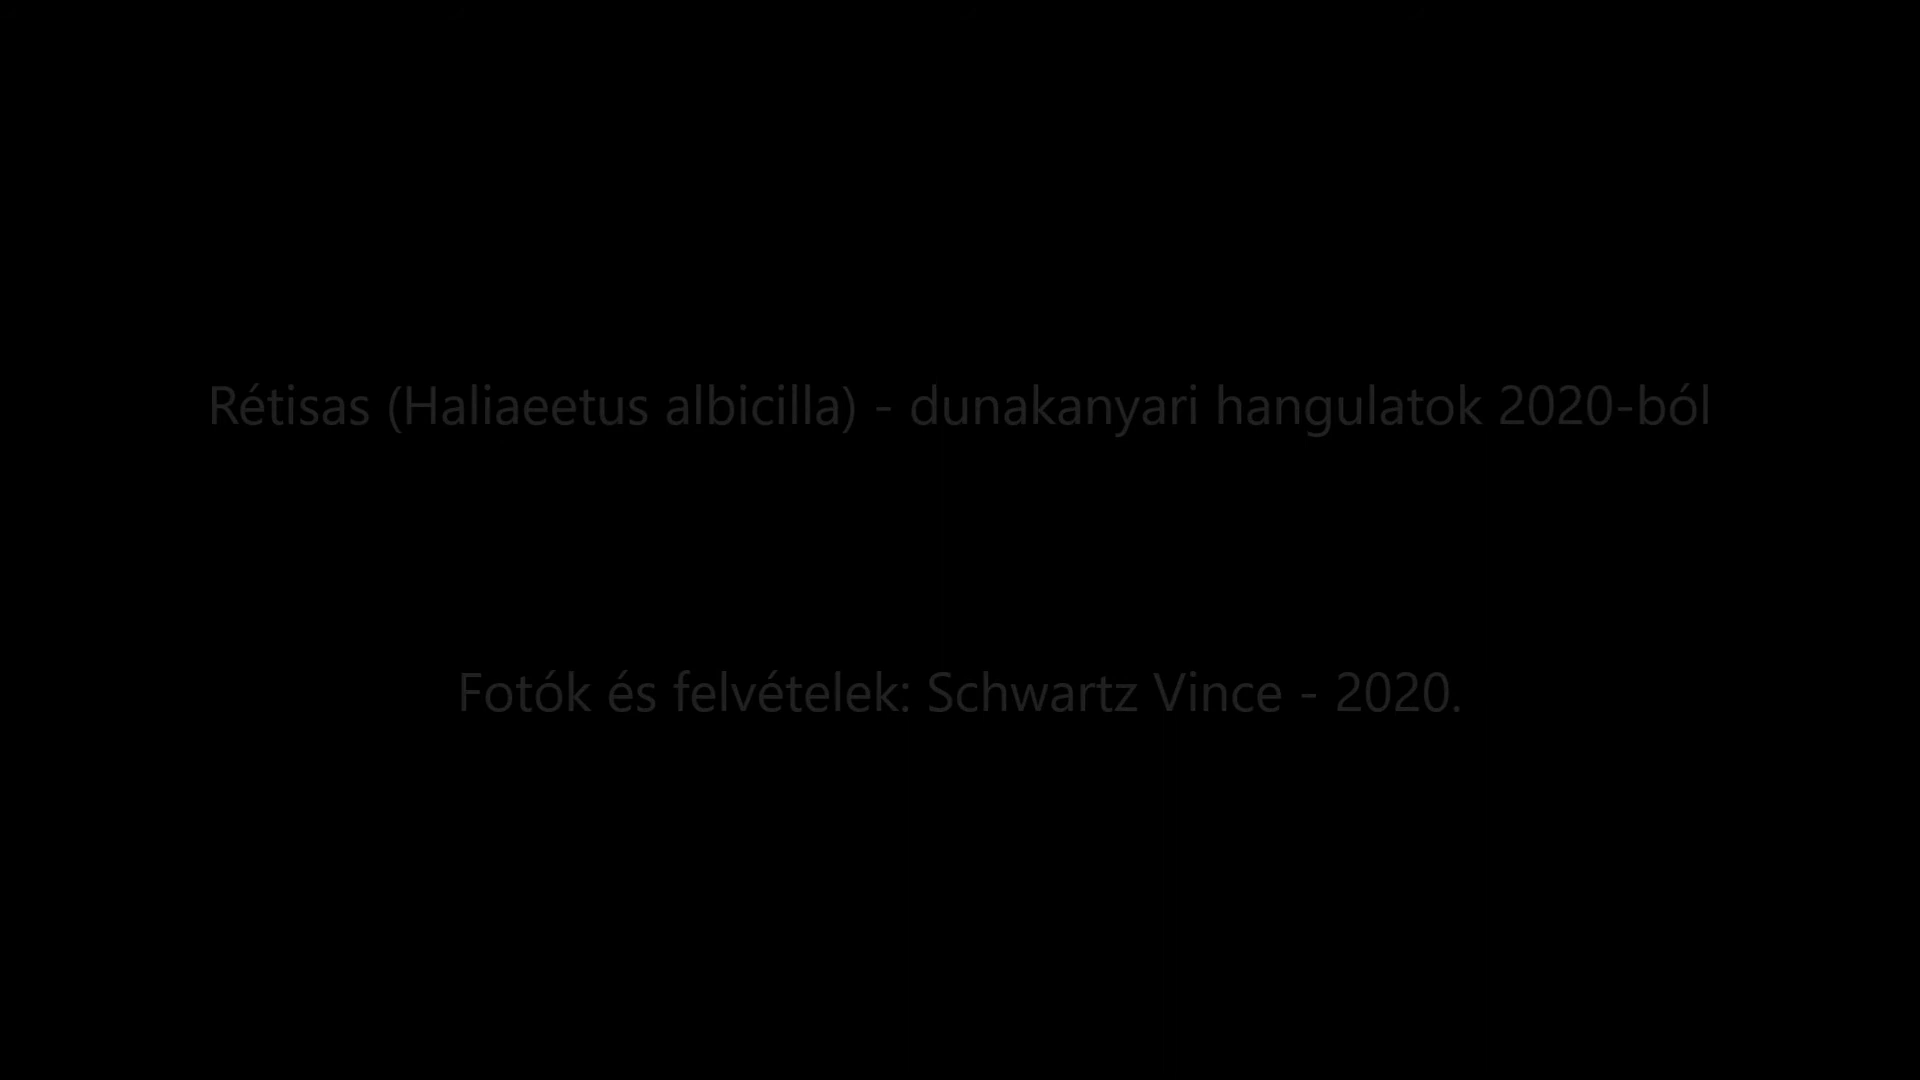 Rétisas (Haliaeetus albicilla) - dunakanyari hangulatok 2020-ból
Fotók és felvételek: Schwartz Vince - 2020.